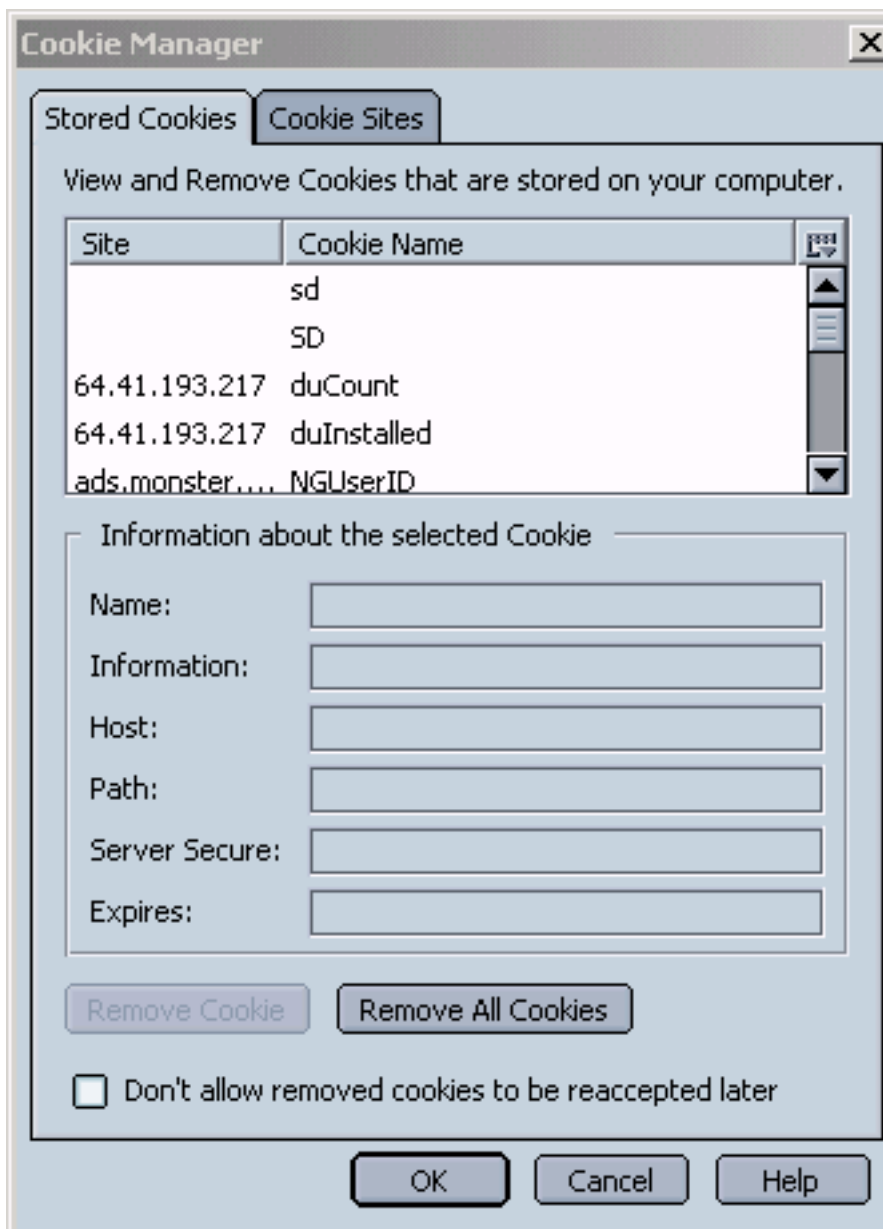 Cookie Manager
Stored Cookies Cookie Sites
View and Remove Cookies that are stored on your computer.
Site Cookie Name
sd
SD
64.41.193.217 duCount
64.41.193.217 duInstalled
ads.monster.... NGUserID
Information about the selected Cookie
Name:
Information:
Host:
Path:
Server Secure:
Expires:
Remove Cookie Remove All Cookies
Don't allow removed cookies to be reaccepted later
OK Cancel Help